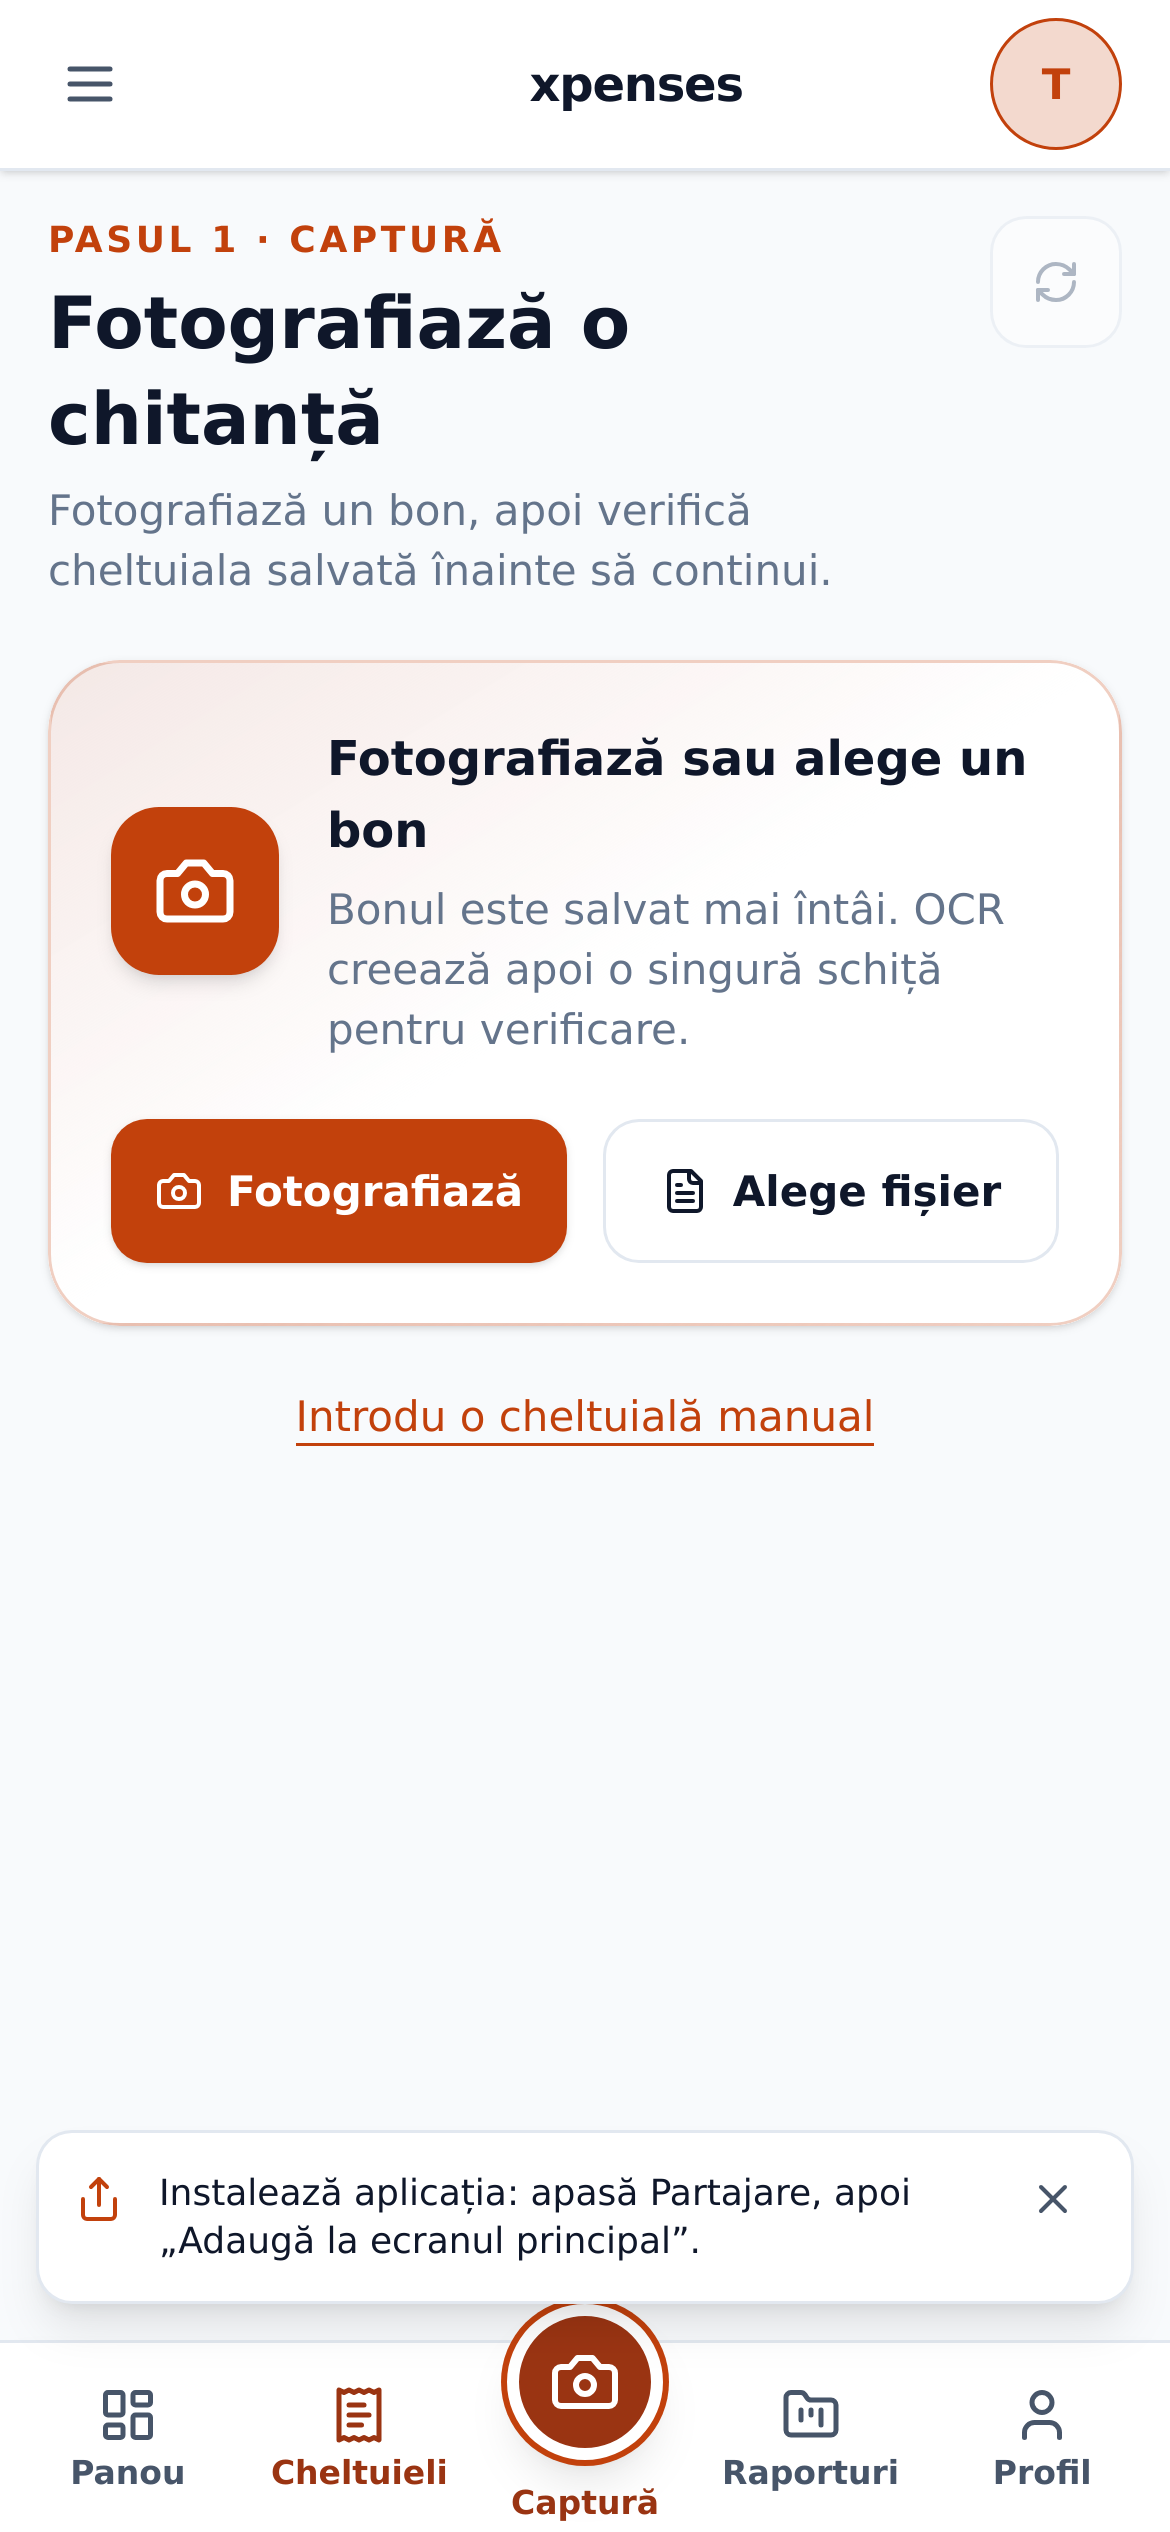 xpenses
T
PASUL 1 · CAPTURĂ
Fotografiază o
chitanță
Fotografiază un bon, apoi verifică
cheltuiala salvată înainte să continui.
Fotografiază sau alege un
bon
Bonul este salvat mai întâi. OCR
creează apoi o singură schiță
pentru verificare.
Fotografiază
Alege fișier
Introdu o cheltuială manual
Instalează aplicația: apasă Partajare, apoi
„Adaugă la ecranul principal”.
Panou
Cheltuieli
Captură
Raporturi
Profil